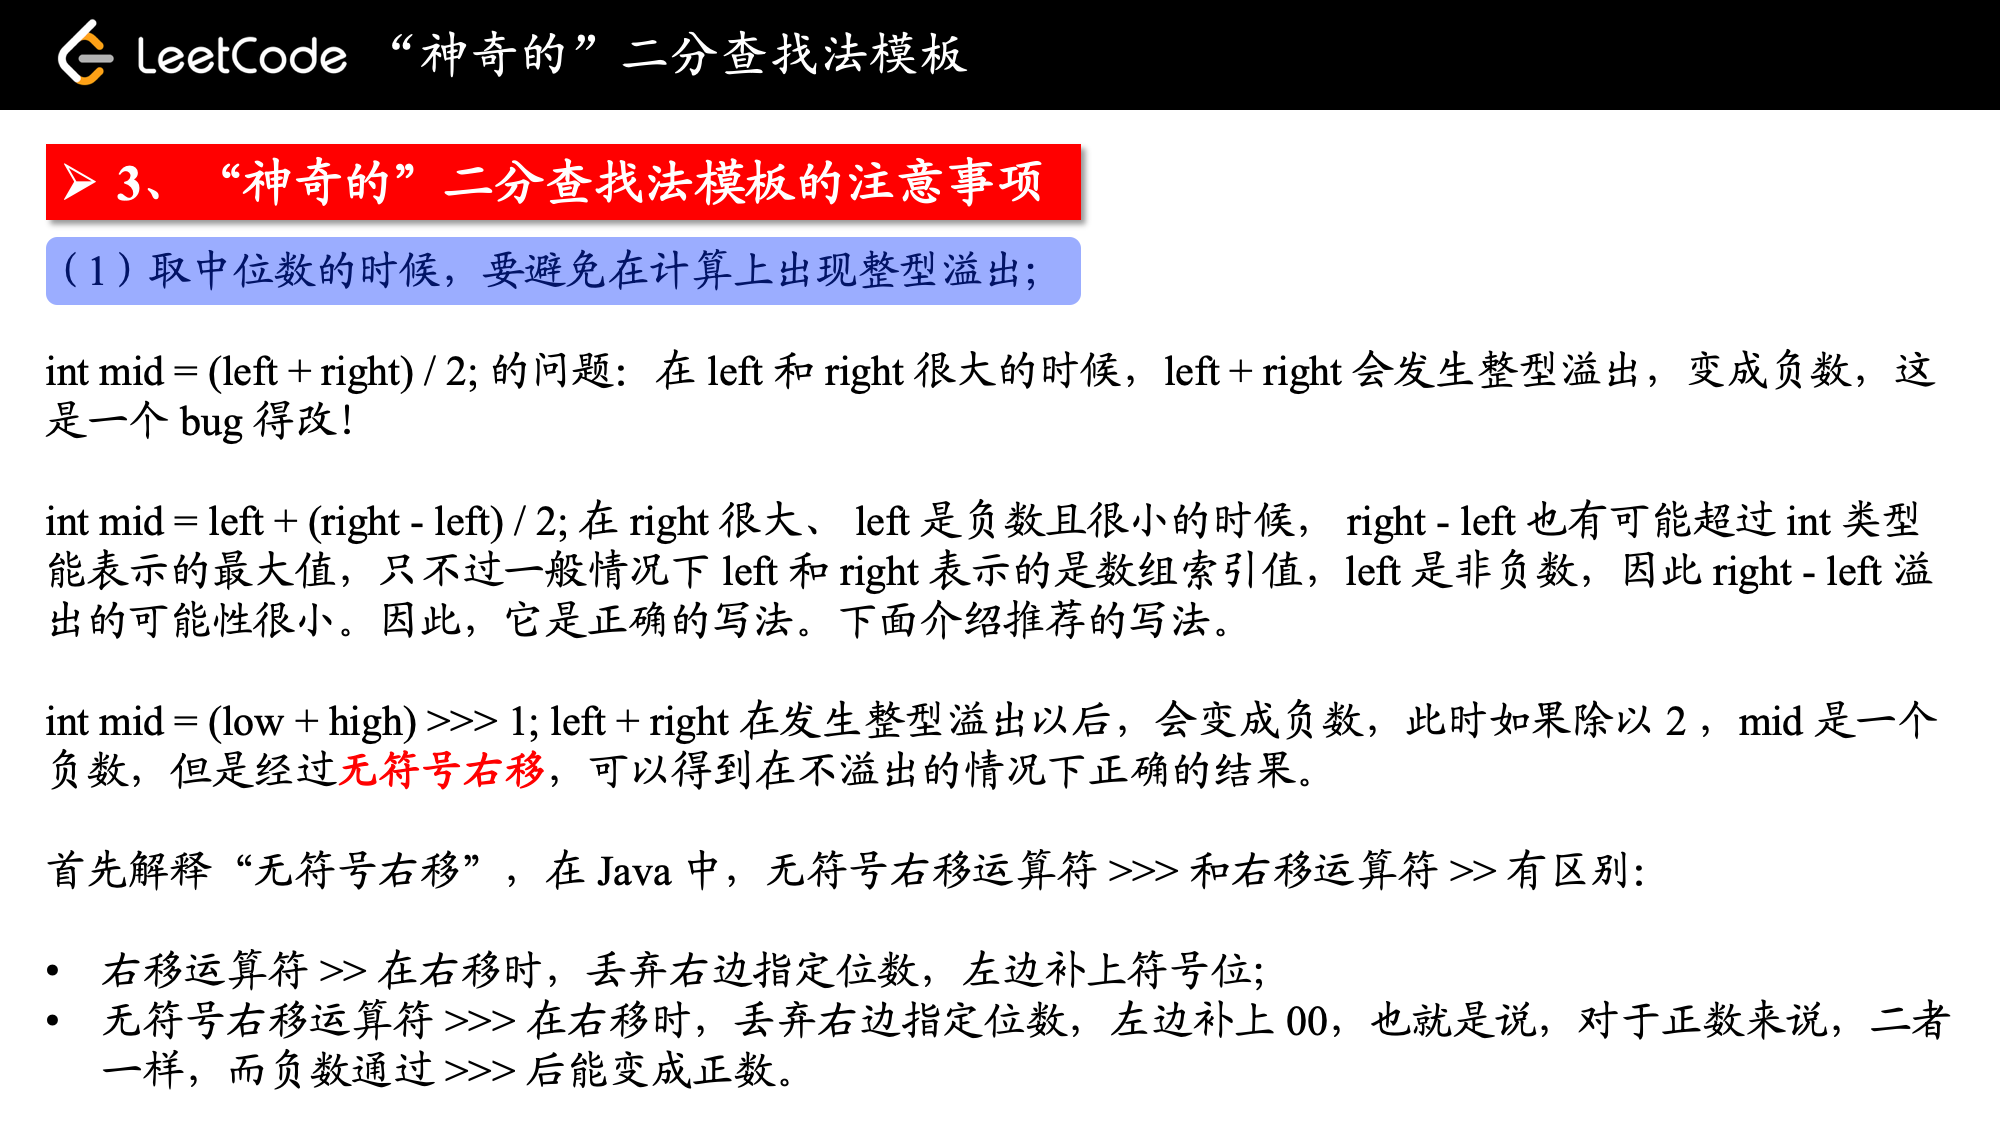 LeetCode “神奇的”二分查找法模板
➢ 3、“神奇的”二分查找法模板的注意事项
（1）取中位数的时候，要避免在计算上出现整型溢出；
int mid = (left + right) / 2; 的问题：在 left 和 right 很大的时候，left + right 会发生整型溢出，变成负数，这
是一个 bug 得改！
int mid = left + (right - left) / 2; 在 right 很大、 left 是负数且很小的时候， right - left 也有可能超过 int 类型
能表示的最大值，只不过一般情况下 left 和 right 表示的是数组索引值，left 是非负数，因此 right - left 溢
出的可能性很小。因此，它是正确的写法。下面介绍推荐的写法。
int mid = (low + high) >>> 1; left + right 在发生整型溢出以后，会变成负数，此时如果除以 2 ，mid 是一个
负数，但是经过无符号右移，可以得到在不溢出的情况下正确的结果。
首先解释“无符号右移”，在 Java 中，无符号右移运算符 >>> 和右移运算符 >> 有区别：
• 右移运算符 >> 在右移时，丢弃右边指定位数，左边补上符号位；
• 无符号右移运算符 >>> 在右移时，丢弃右边指定位数，左边补上 00，也就是说，对于正数来说，二者
一样，而负数通过 >>> 后能变成正数。